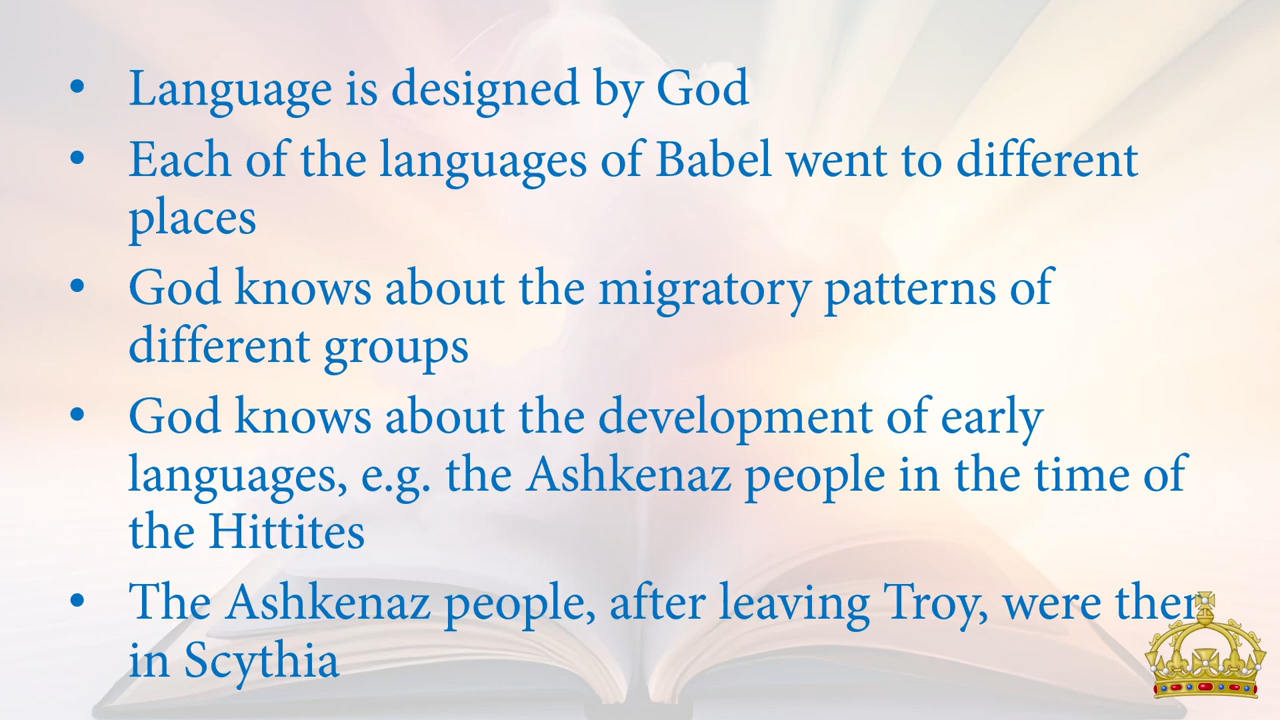 • Language is designed by God
• Each of the languages of Babel went to different
places
• God knows about the migratory patterns of
different groups
• God knows about the development of early
languages, e.g. the Ashkenaz people in the time of
the Hittites
• The Ashkenaz people, after leaving Troy, were then
in Scythia